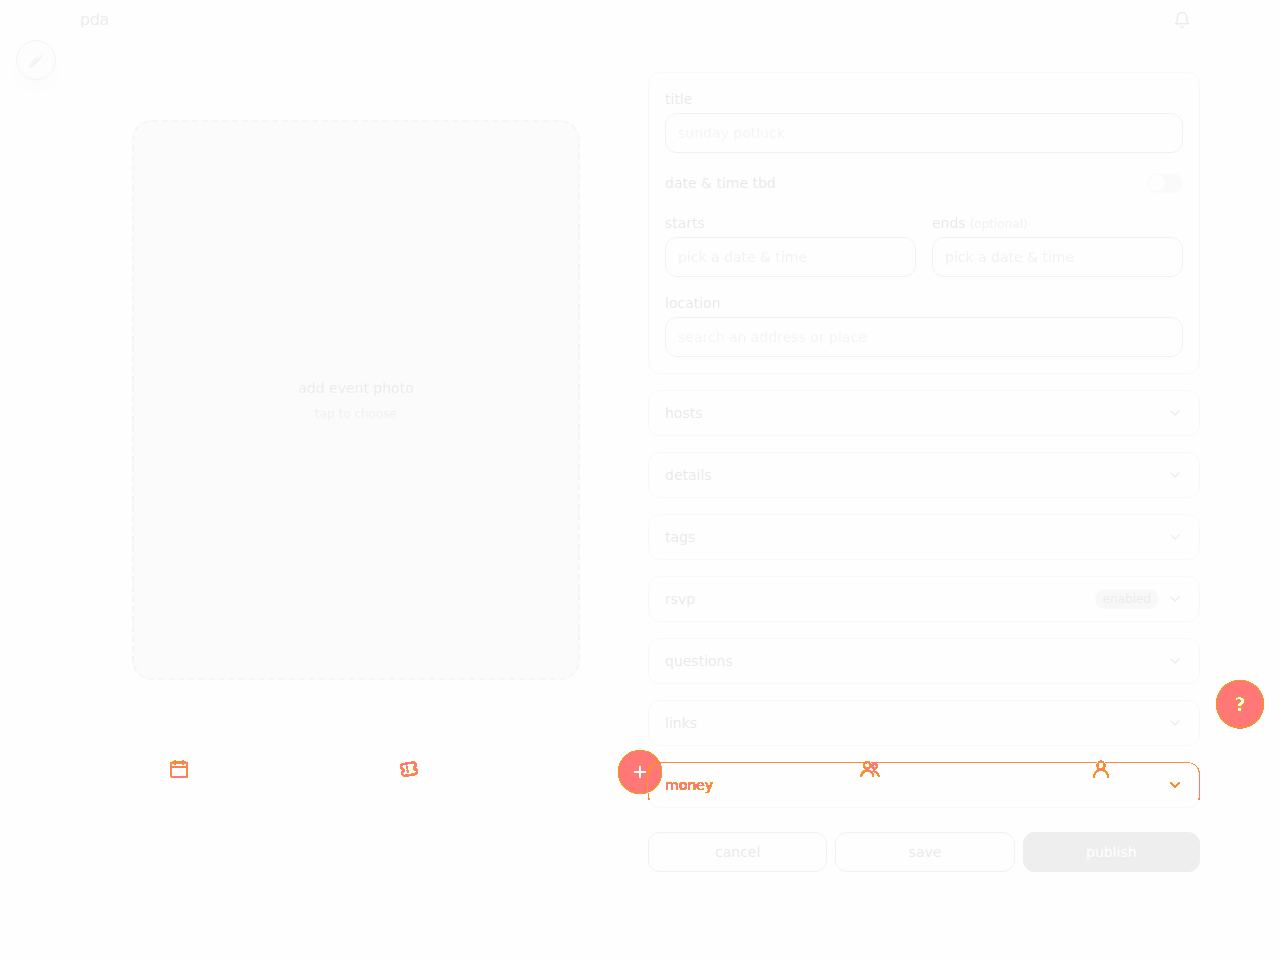 pda
title
sunday potluck
date & time tbd
starts
ends (optional)
pick a date & time
pick a date & time
location
search an address or place
add event photo
tap to choose
hosts
details
tags
rsvp
enabled
questions
links
?
+
money
cancel
save
publish